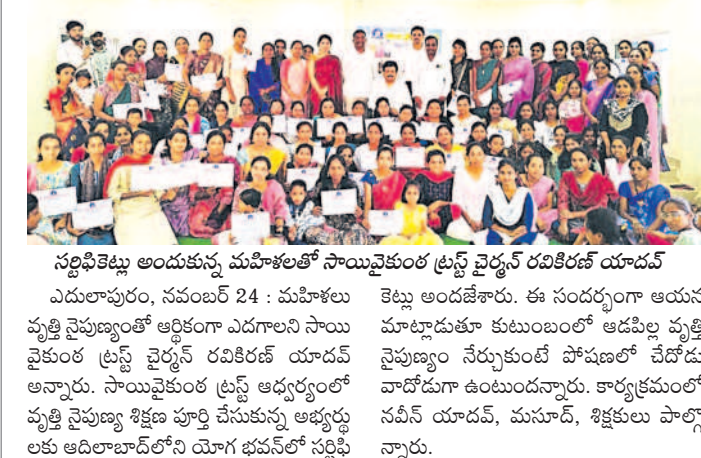 సర్టిఫికెట్లు అందుకున్న మహిళలతో సాయివైకుంఠ ట్రస్ట్ చైర్మన్ రవికిరణ్ యాదవ్
ఎదులాపురం, నవంబర్ 24 : మహిళలు
వృత్తి నైపుణ్యంతో ఆర్థికంగా ఎదగాలని సాయి
వైకుంఠ ట్రస్ట్ చైర్మన్ రవికిరణ్ యాదవ్
అన్నారు. సాయివైకుంఠ ట్రస్ట్ ఆధ్వర్యంలో
వృత్తి నైపుణ్య శిక్షణ పూర్తి చేసుకున్న అభ్యర్థు
లకు ఆదిలాబాద్‌లోని యోగ భవన్‌లో సర్టిఫి
కెట్లు అందజేశారు. ఈ సందర్భంగా ఆయన
మాట్లాడుతూ కుటుంబంలో ఆడపిల్ల వృత్తి
నైపుణ్యం నేర్చుకుంటే పోషణలో చేదోడు
వాదోడుగా ఉంటుందన్నారు. కార్యక్రమంలో
నవీన్ యాదవ్, మసూద్, శిక్షకులు పాల్గొ
న్నారు.